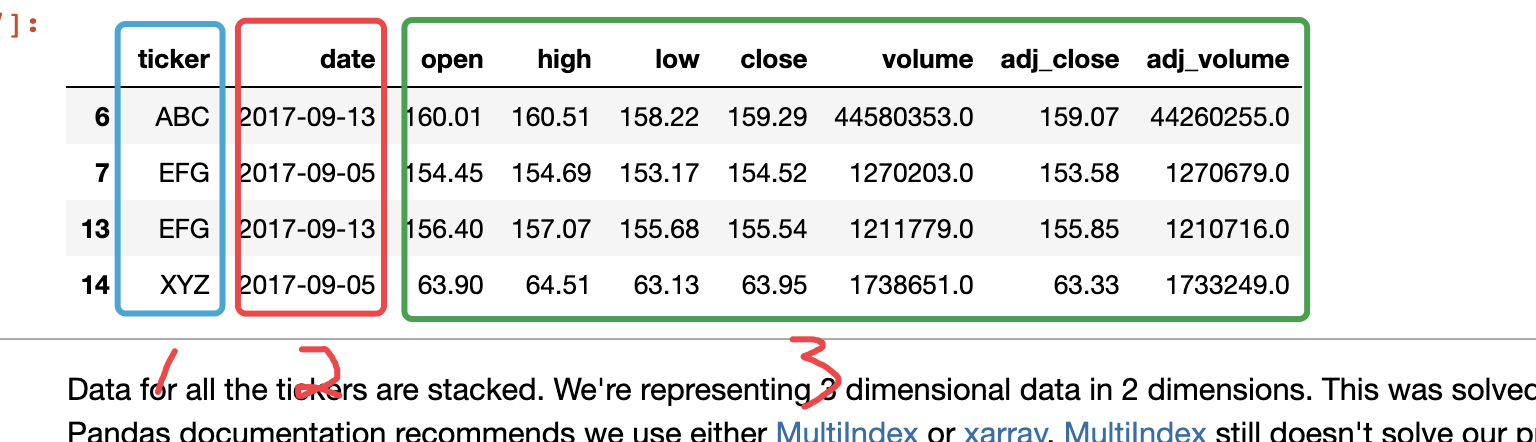 ]:
ticker date open high low close volume adj_close adj_volume
6 ABC 2017-09-13 160.01 160.51 158.22 159.29 44580353.0 159.07 44260255.0
7 EFG 2017-09-05 154.45 154.69 153.17 154.52 1270203.0 153.58 1270679.0
13 EFG 2017-09-13 156.40 157.07 155.68 155.54 1211779.0 155.85 1210716.0
14 XYZ 2017-09-05 63.90 64.51 63.13 63.95 1738651.0 63.33 1733249.0
1 2 3
Data for all the tickers are stacked. We're representing 3 dimensional data in 2 dimensions. This was solved
Pandas documentation recommends we use either MultiIndex or xarray. MultiIndex still doesn't solve our